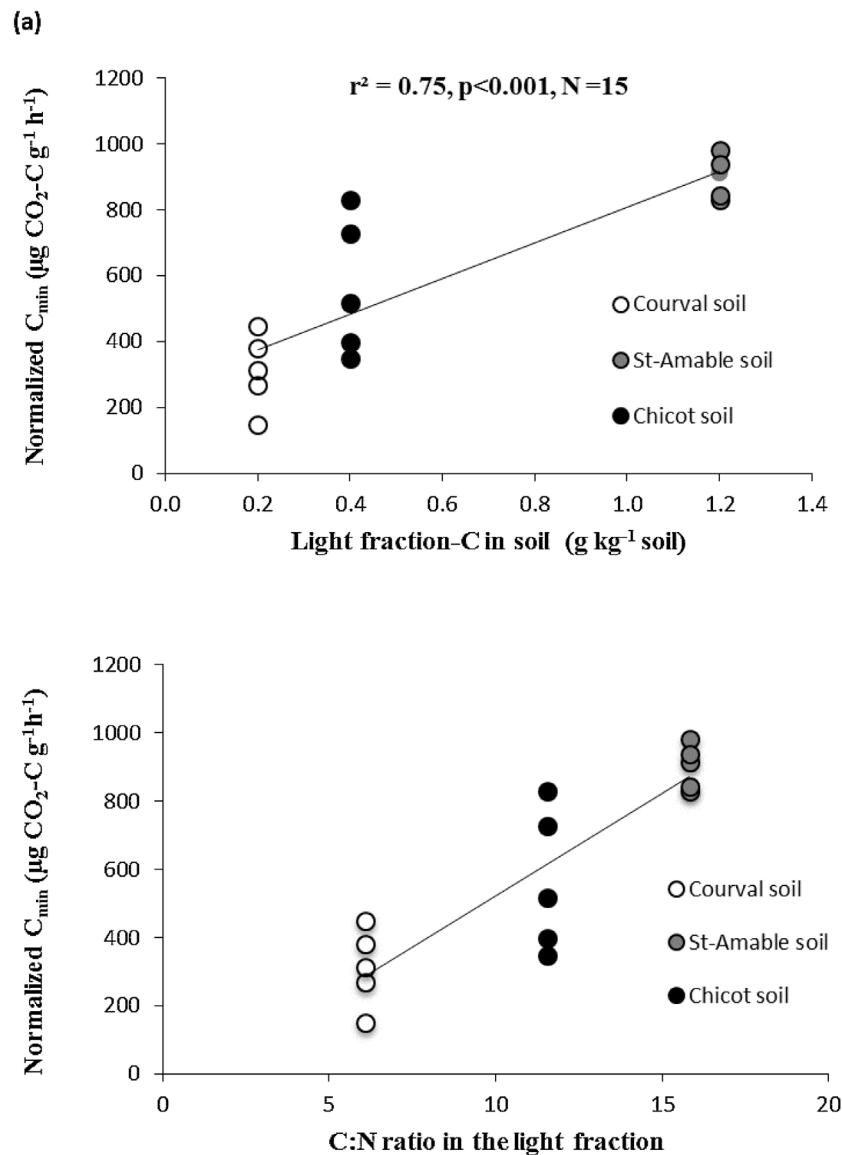 (a)
r² = 0.75, p<0.001, N =15
Normalized Cmin (µg CO₂-C g⁻¹ h⁻¹)
1200
1000
800
600
400
200
0
Courval soil
St-Amable soil
Chicot soil
0.0 0.2 0.4 0.6 0.8 1.0 1.2 1.4
Light fraction-C in soil (g kg⁻¹ soil)
Normalized Cmin (µg CO₂-C g⁻¹h⁻¹)
1200
1000
800
600
400
200
0
Courval soil
St-Amable soil
Chicot soil
0 5 10 15 20
C:N ratio in the light fraction